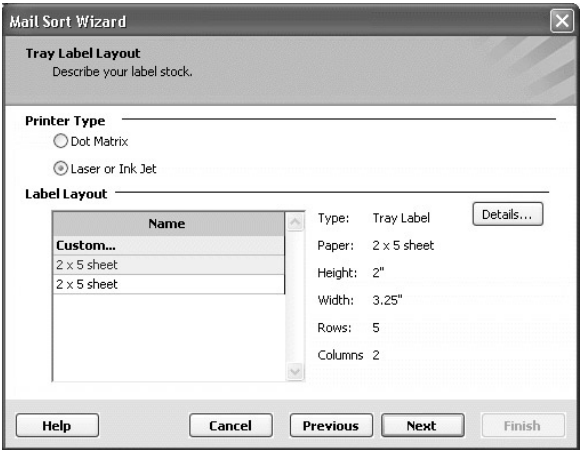 Mail Sort Wizard
Tray Label Layout
Describe your label stock.
Printer Type
Dot Matrix
Laser or Ink Jet
Label Layout
Name
Custom...
2 x 5 sheet
2 x 5 sheet
Type: Tray Label
Details...
Paper: 2 x 5 sheet
Height: 2"
Width: 3.25"
Rows: 5
Columns 2
Help Cancel Previous Next Finish